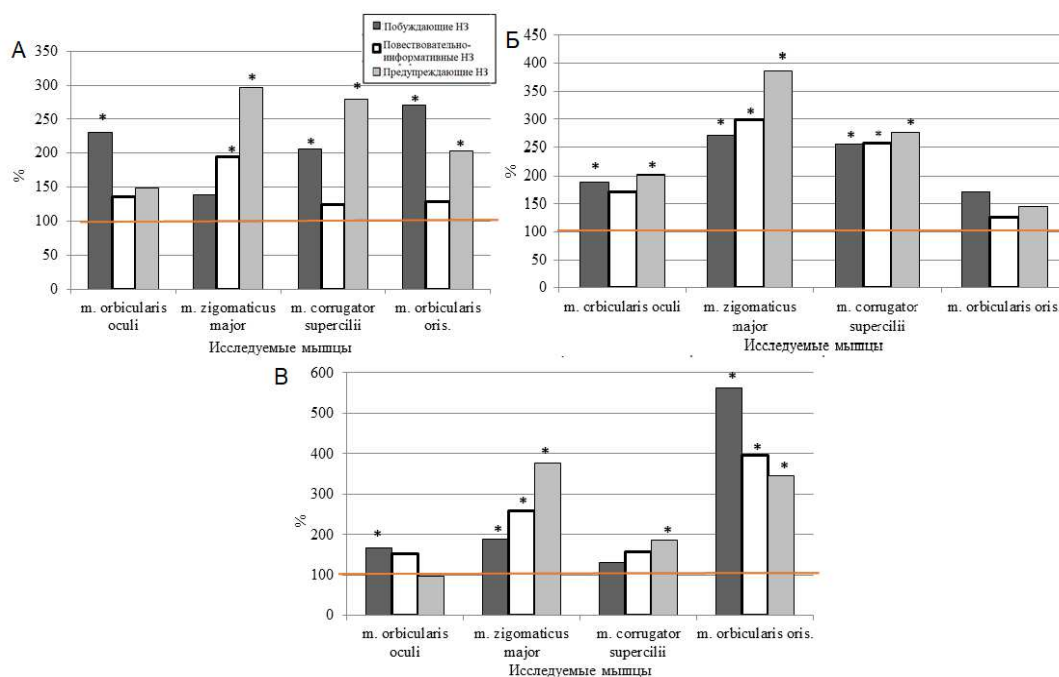 А
Побуждающие НЗ
Повествовательно-
информативные НЗ
Предупреждающие НЗ
350
300
250
200
150
100
50
0
%
* * * * * * *
m. orbicularis oculi
m. zigomaticus major
m. corrugator supercilii
m. orbicularis oris.
Исследуемые мышцы
Б
450
400
350
300
250
200
150
100
50
0
%
* * * * * * * *
m. orbicularis oculi
m. zigomaticus major
m. corrugator supercilii
m. orbicularis oris.
Исследуемые мышцы
В
600
500
400
300
200
100
0
%
* * * * * * * *
m. orbicularis oculi
m. zigomaticus major
m. corrugator supercilii
m. orbicularis oris.
Исследуемые мышцы